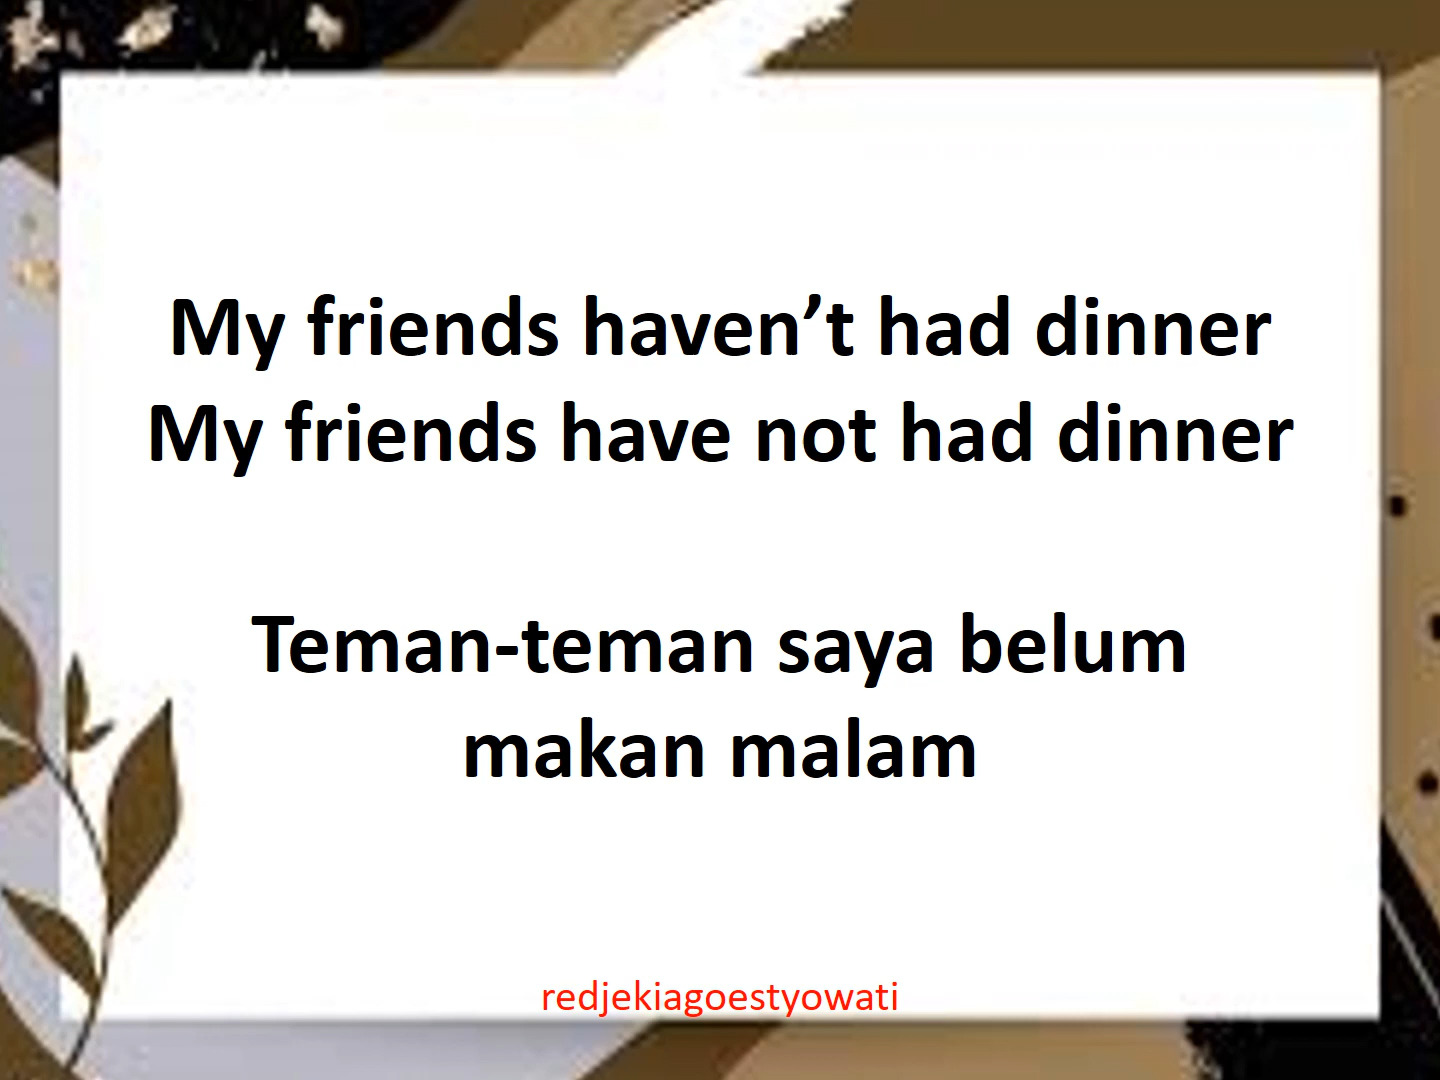 My friends haven’t had dinner
My friends have not had dinner
Teman-teman saya belum
makan malam
redjekiagoestyowati